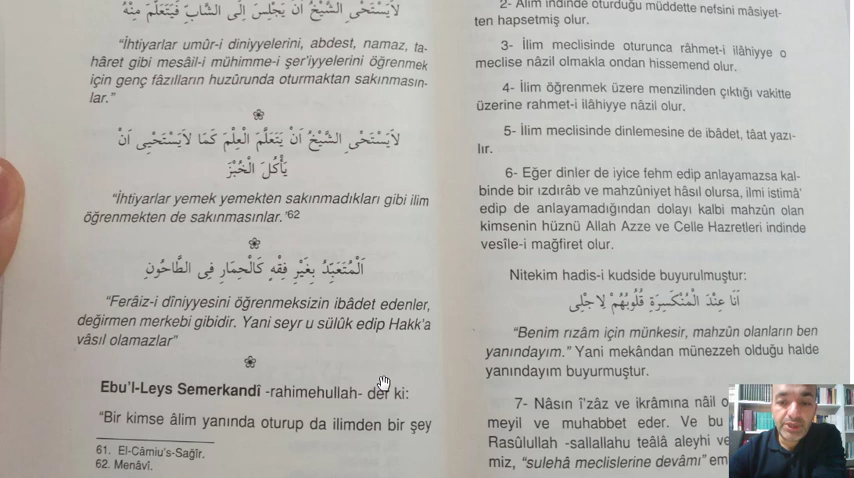 لَايَسْتَحْيِ الشَّيْخُ اَنْ يَجْلِسَ اِلَى الشَّابِّ فَيَتَعَلَّمَ مِنْهُ
“İhtiyarlar umûr-i dîniyyelerini, abdest, namaz, ta-
hâret gibi mesâil-i mühimme-i şer'iyyelerini öğrenmek
için genç fâzılların huzûrunda oturmaktan sakınmasın-
lar.”
لَايَسْتَحْيِ الشَّيْخُ اَنْ يَتَعَلَّمَ الْعِلْمَ كَمَا لَايَسْتَحْيِى اَنْ
يَأْكُلَ الْخُبْزَ
“İhtiyarlar yemek yemekten sakınmadıkları gibi ilim
öğrenmekten de sakınmasınlar.”62
اَلْمُتَعَبِّدُ بِغَيْرِ فِقْهٍ كَالْحِمَارِ فِى الطَّاحُونِ
“Ferâiz-i dîniyyesini öğrenmeksizin ibâdet edenler,
değirmen merkebi gibidir. Yani seyr u sülûk edip Hakk'a
vâsıl olamazlar”
Ebu'l-Leys Semerkandî -rahimehullah- der ki:
“Bir kimse âlim yanında oturup da ilimden bir şey
61. El-Câmiu's-Sağîr.
62. Menâvî.
2- Âlim indinde oturduğu müddette nefsini mâsiyet-
ten hapsetmiş olur.
3- İlim meclisinde oturunca râhmet-i ilâhiyye o
meclise nâzil olmakla ondan hissemend olur.
4- İlim öğrenmek üzere menzilinden çıktığı vakitte
üzerine rahmet-i ilâhiyye nâzil olur.
5- İlim meclisinde dinlemesine de ibâdet, tâat yazı-
lır.
6- Eğer dinler de iyice fehm edip anlayamazsa kal-
binde bir ızdırâb ve mahzûniyet hâsıl olursa, ilmi istimâ'
edip de anlayamadığından dolayı kalbi mahzûn olan
kimsenin hüznü Allah Azze ve Celle Hazretleri indinde
vesîle-i mağfiret olur.
Nitekim hadis-i kudside buyurulmuştur:
اَنَا عِنْدَ الْمُنْكَسِرَةِ قُلُوبُهُمْ لِاَجْلِى
“Benim rızâm için münkesir, mahzûn olanların ben
yanındayım.” Yani mekândan münezzeh olduğu halde
yanındayım buyurmuştur.
7- Nâsın î'zâz ve ikrâmına nâil o
meyil ve muhabbet eder. Ve bu
Rasûlullah -sallallahu teâlâ aleyhi ve
miz, “sulehâ meclislerine devâmı” em